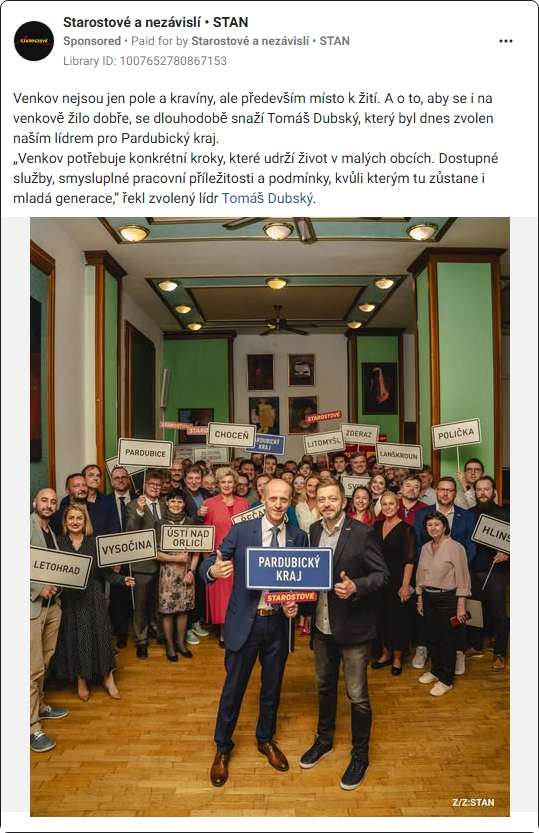 Starostové a nezávislí • STAN
Sponsored • Paid for by Starostové a nezávislí • STAN
Library ID: 1007652780867153
Venkov nejsou jen pole a kravíny, ale především místo k žití. A o to, aby se i na
venkově žilo dobře, se dlouhodobě snaží Tomáš Dubský, který byl dnes zvolen
naším lídrem pro Pardubický kraj.
„Venkov potřebuje konkrétní kroky, které udrží život v malých obcích. Dostupné
služby, smysluplné pracovní příležitosti a podmínky, kvůli kterým tu zůstane i
mladá generace,“ řekl zvolený lídr Tomáš Dubský.
STAROSTOVÉ
CHOCEŇ
PARDUBICKÝ
KRAJ
LITOMYŠL
ZDERAZ
POLIČKA
PARDUBICE
LANŠKROUN
LETOHRAD
VYSOČINA
ÚSTÍ NAD
ORLICÍ
HLINS
PARDUBICKÝ
KRAJ
STAROSTOVÉ
Z/Z:STAN